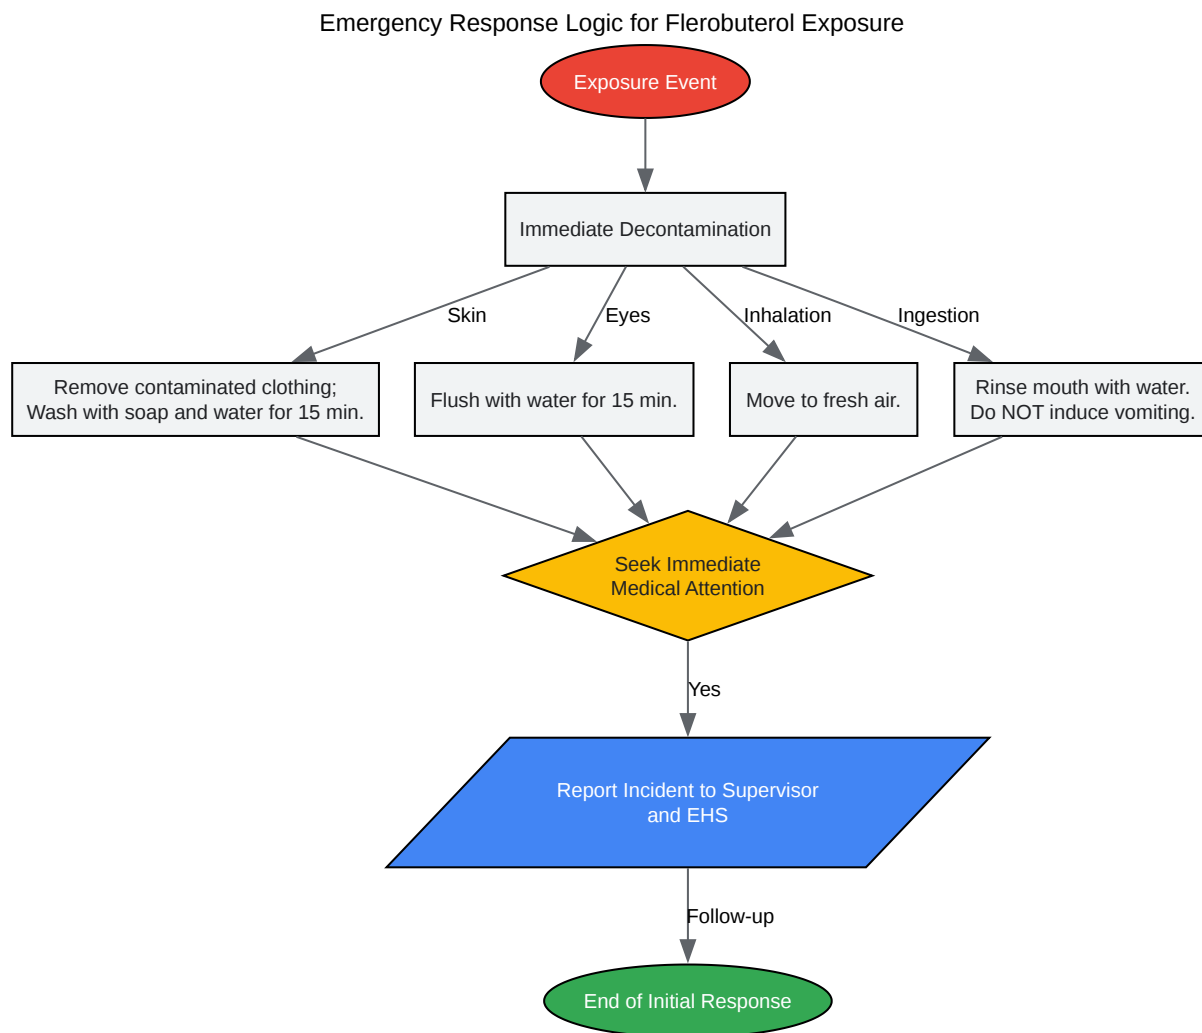 Emergency Response Logic for Flerobuterol Exposure
Exposure Event
Immediate Decontamination
Skin
Eyes
Inhalation
Ingestion
Remove contaminated clothing;
Wash with soap and water for 15 min.
Flush with water for 15 min.
Move to fresh air.
Rinse mouth with water.
Do NOT induce vomiting.
Seek Immediate
Medical Attention
Yes
Report Incident to Supervisor
and EHS
Follow-up
End of Initial Response